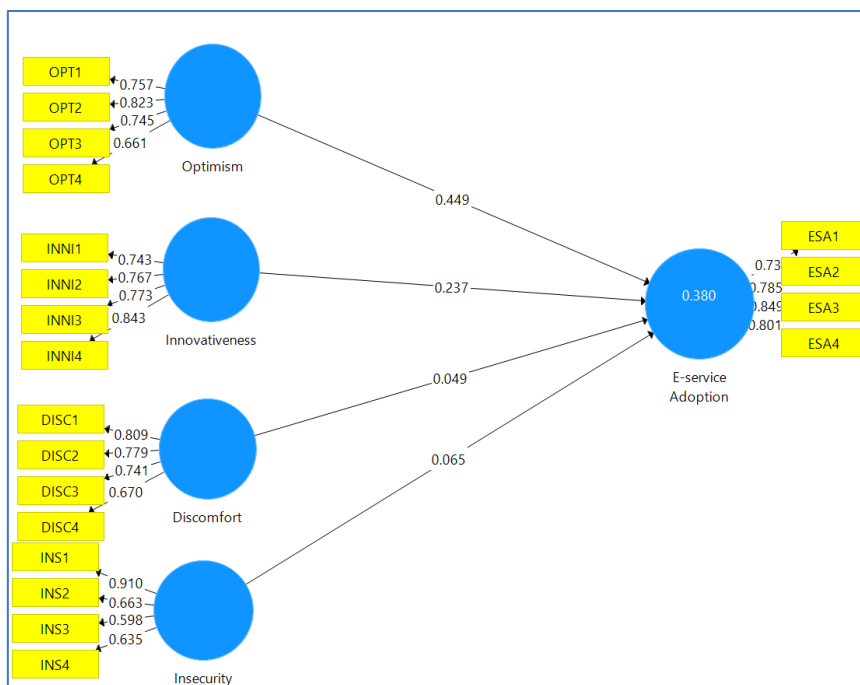 OPT1
0.757
OPT2
0.823
OPT3
0.745
OPT4
0.661
Optimism
0.449
INNI1
0.743
INNI2
0.767
INNI3
0.773
INNI4
0.843
Innovativeness
0.237
DISC1
0.809
DISC2
0.779
DISC3
0.741
DISC4
0.670
Discomfort
0.049
INS1
0.910
INS2
0.663
INS3
0.598
INS4
0.635
Insecurity
0.065
0.380
E-service
Adoption
ESA1
ESA2
0.785
ESA3
0.849
ESA4
0.801